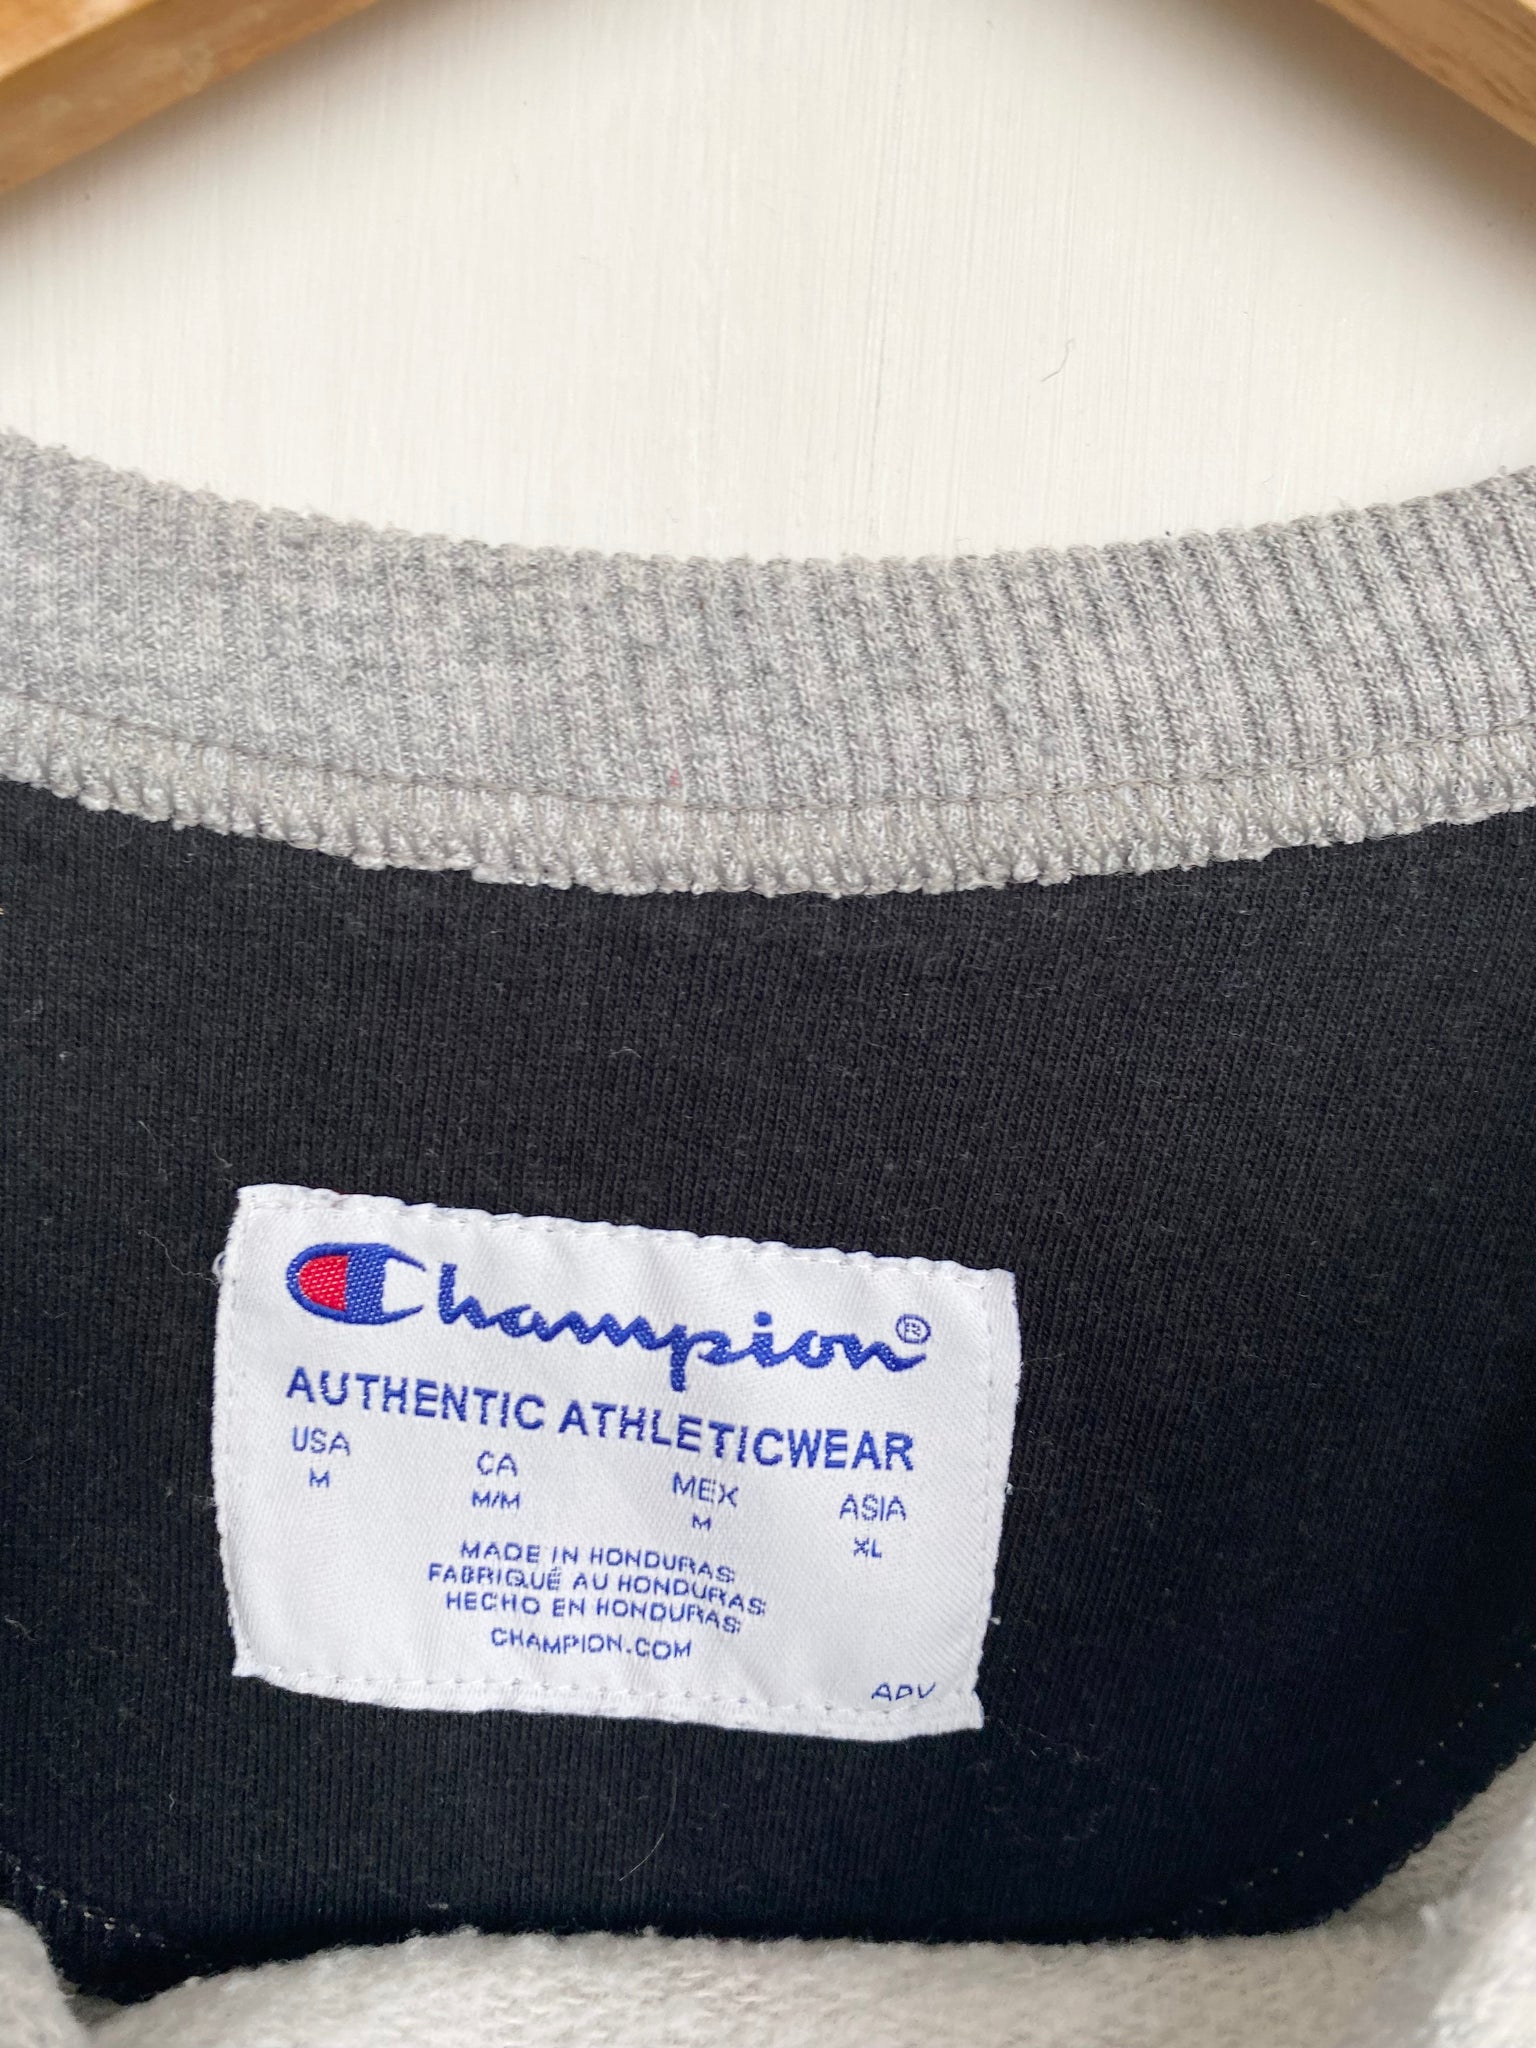 Champion®
AUTHENTIC ATHLETICWEAR
USA CA MEX ASIA
M M/M M XL
MADE IN HONDURAS
FABRIQUÉ AU HONDURAS
HECHO EN HONDURAS
CHAMPION.COM
ADV